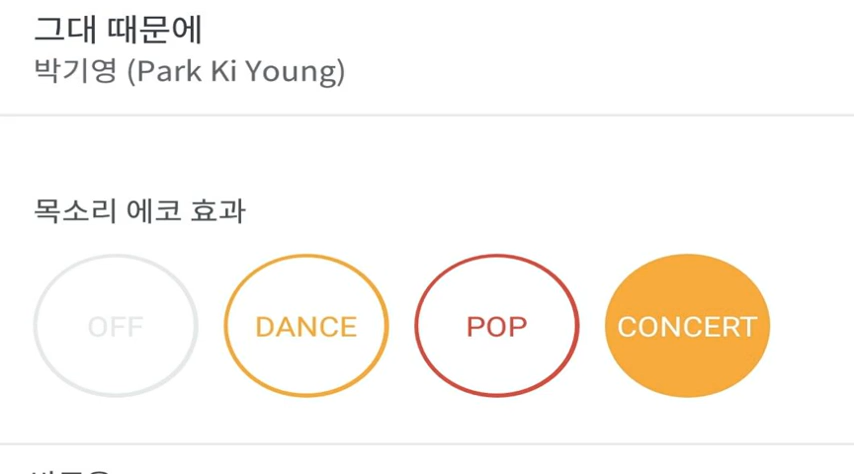 그대 때문에
박기영 (Park Ki Young)
목소리 에코 효과
OFF
DANCE
POP
CONCERT